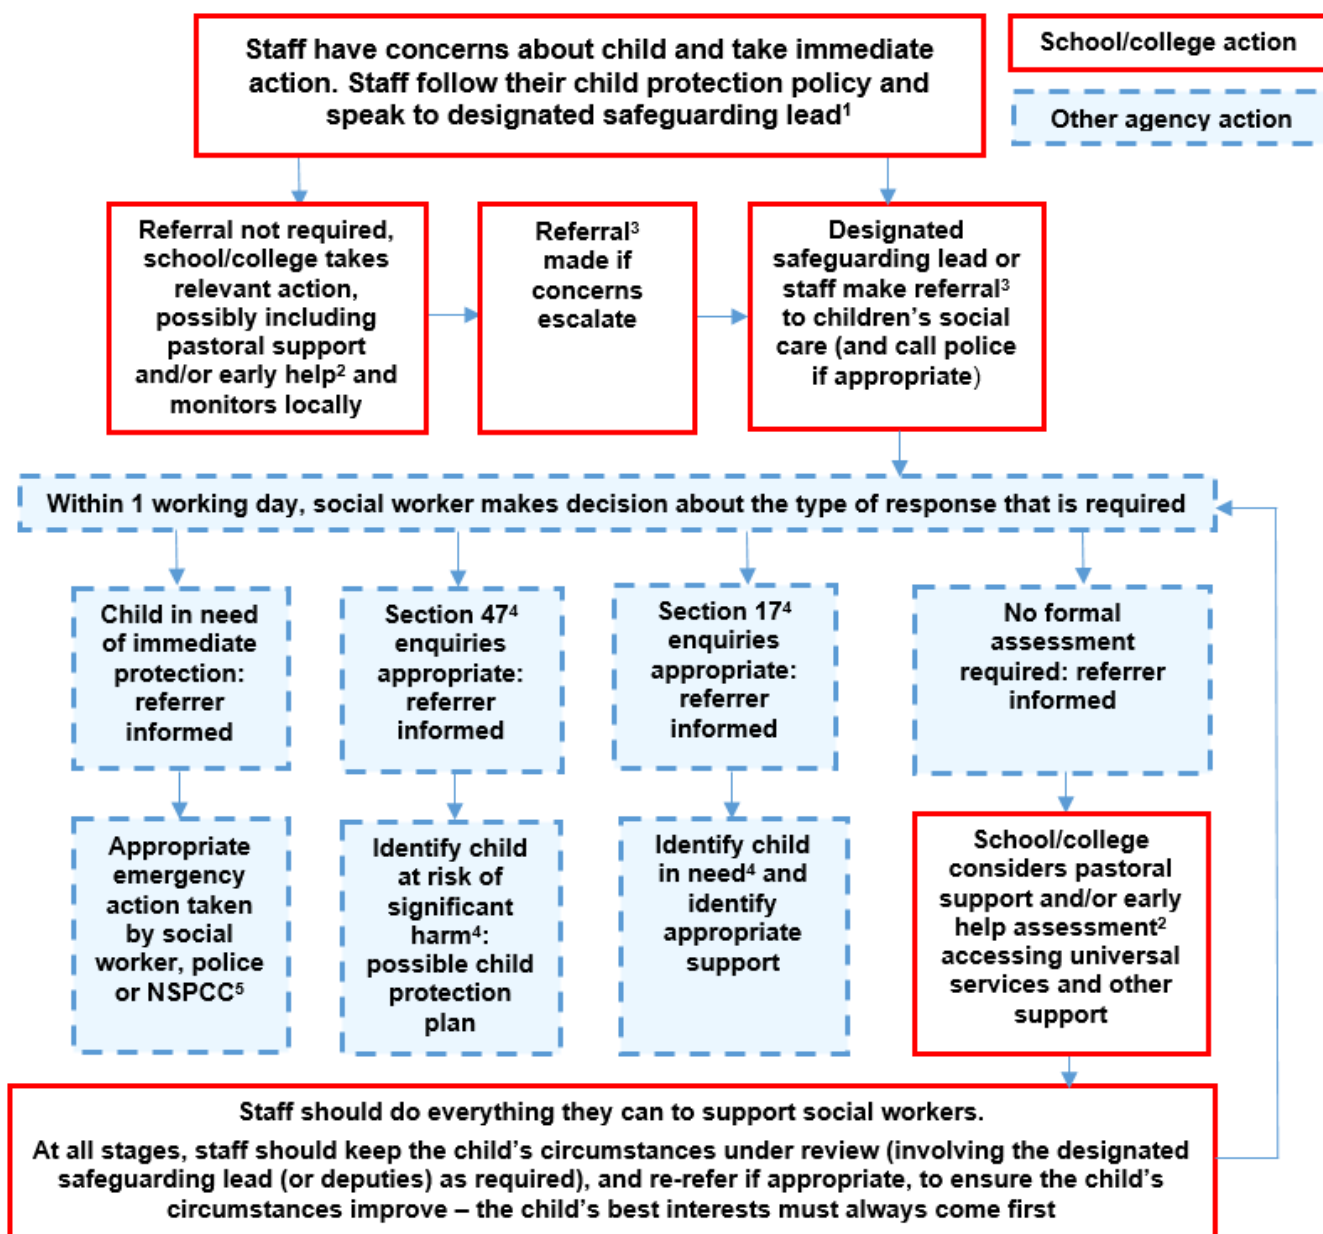 Staff have concerns about child and take immediate
action. Staff follow their child protection policy and
speak to designated safeguarding lead¹
School/college action
Other agency action
Referral not required,
school/college takes
relevant action,
possibly including
pastoral support
and/or early help² and
monitors locally
Referral³
made if
concerns
escalate
Designated
safeguarding lead or
staff make referral³
to children’s social
care (and call police
if appropriate)
Within 1 working day, social worker makes decision about the type of response that is required
Child in need
of immediate
protection:
referrer
informed
Section 47⁴
enquiries
appropriate:
referrer
informed
Section 17⁴
enquiries
appropriate:
referrer
informed
No formal
assessment
required: referrer
informed
Appropriate
emergency
action taken
by social
worker, police
or NSPCC⁵
Identify child
at risk of
significant
harm⁴:
possible child
protection
plan
Identify child
in need⁴ and
identify
appropriate
support
School/college
considers pastoral
support and/or early
help assessment²
accessing universal
services and other
support
Staff should do everything they can to support social workers.
At all stages, staff should keep the child’s circumstances under review (involving the designated
safeguarding lead (or deputies) as required), and re-refer if appropriate, to ensure the child’s
circumstances improve – the child’s best interests must always come first